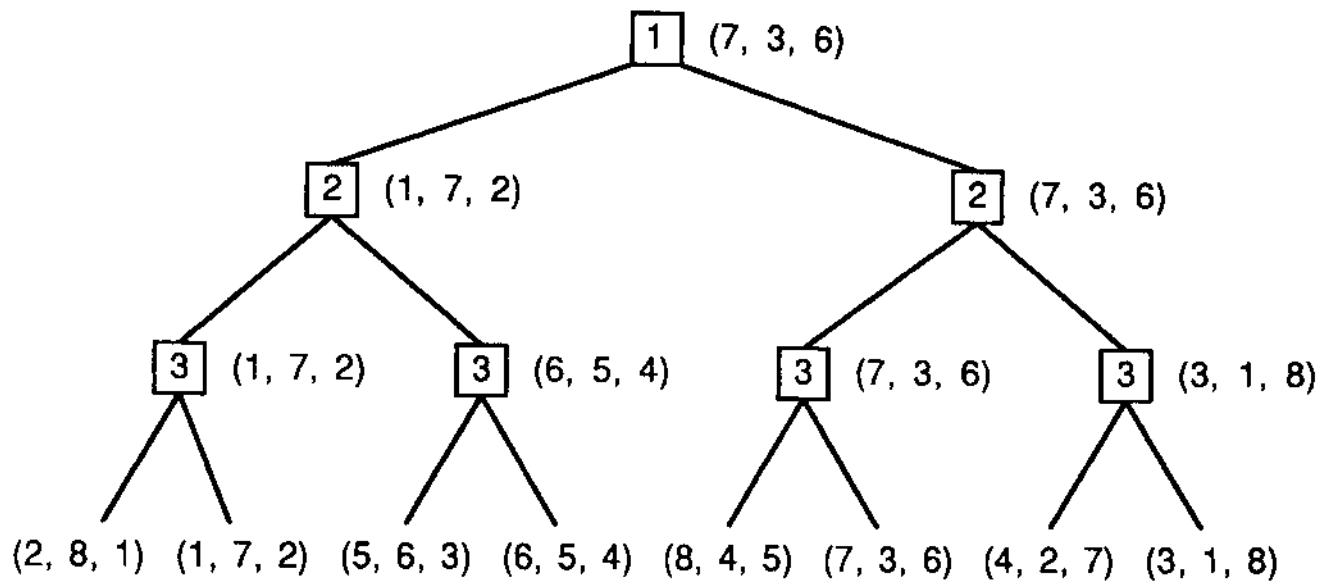 1 (7, 3, 6)
2 (1, 7, 2) 2 (7, 3, 6)
3 (1, 7, 2) 3 (6, 5, 4) 3 (7, 3, 6) 3 (3, 1, 8)
(2, 8, 1) (1, 7, 2) (5, 6, 3) (6, 5, 4) (8, 4, 5) (7, 3, 6) (4, 2, 7) (3, 1, 8)